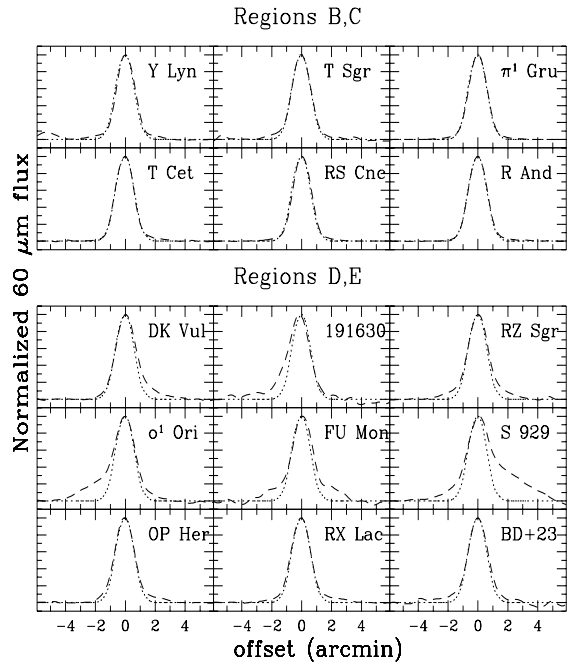 Regions B,C
Y Lyn
T Sgr
π¹ Gru
T Cet
RS Cnc
R And
Normalized 60 μm flux
Regions D,E
DK Vul
191630
RZ Sgr
o¹ Ori
FU Mon
S 929
OP Her
RX Lac
BD+23
-4 -2 0 2 4 -4 -2 0 2 4 -4 -2 0 2 4
offset (arcmin)